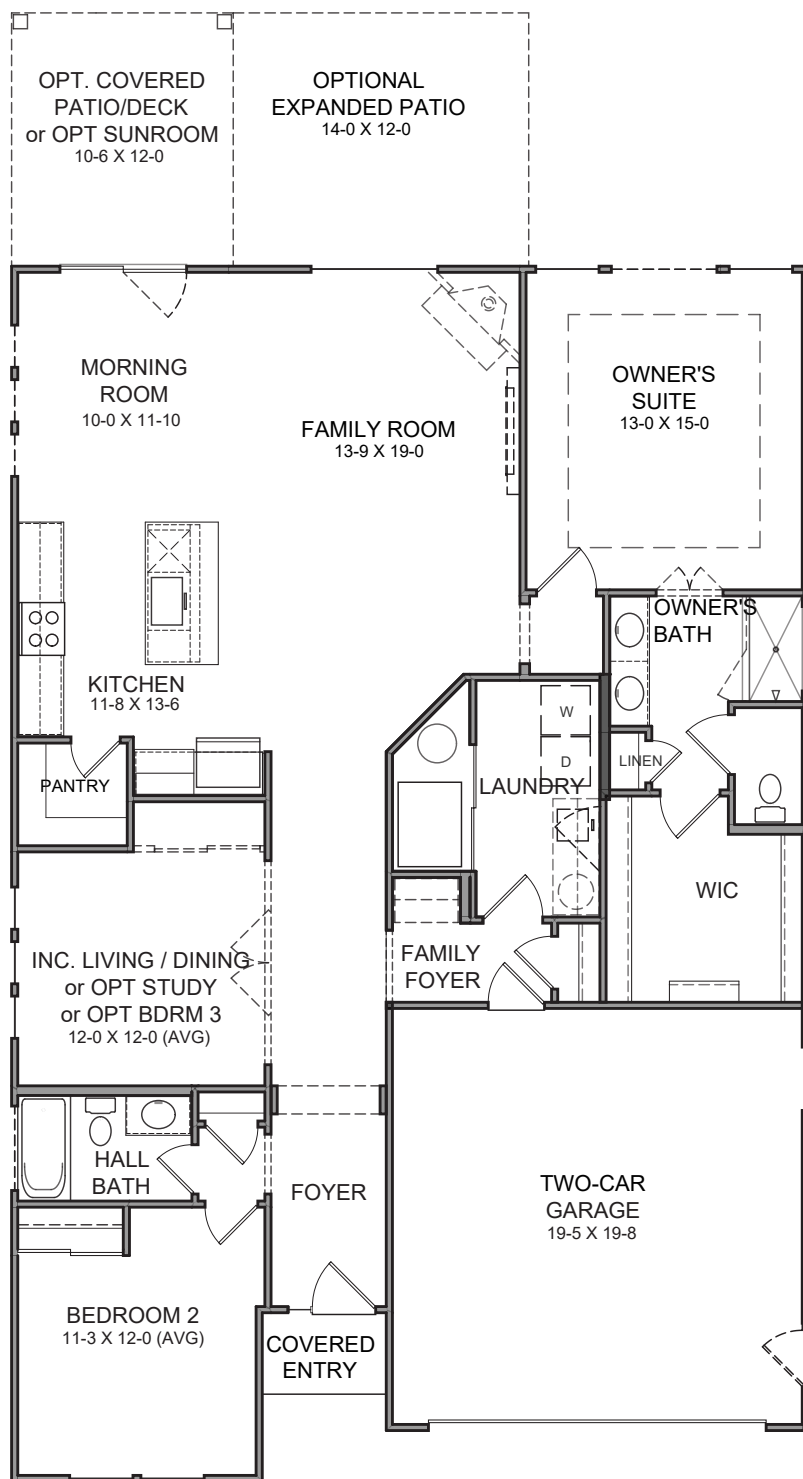 OPT. COVERED
PATIO/DECK
or OPT SUNROOM
10-6 X 12-0
OPTIONAL
EXPANDED PATIO
14-0 X 12-0
MORNING
ROOM
10-0 X 11-10
FAMILY ROOM
13-9 X 19-0
OWNER'S
SUITE
13-0 X 15-0
OWNER'S
BATH
KITCHEN
11-8 X 13-6
W
D
LAUNDRY
LINEN
PANTRY
WIC
INC. LIVING / DINING
or OPT STUDY
or OPT BDRM 3
12-0 X 12-0 (AVG)
FAMILY
FOYER
HALL
BATH
FOYER
TWO-CAR
GARAGE
19-5 X 19-8
BEDROOM 2
11-3 X 12-0 (AVG)
COVERED
ENTRY